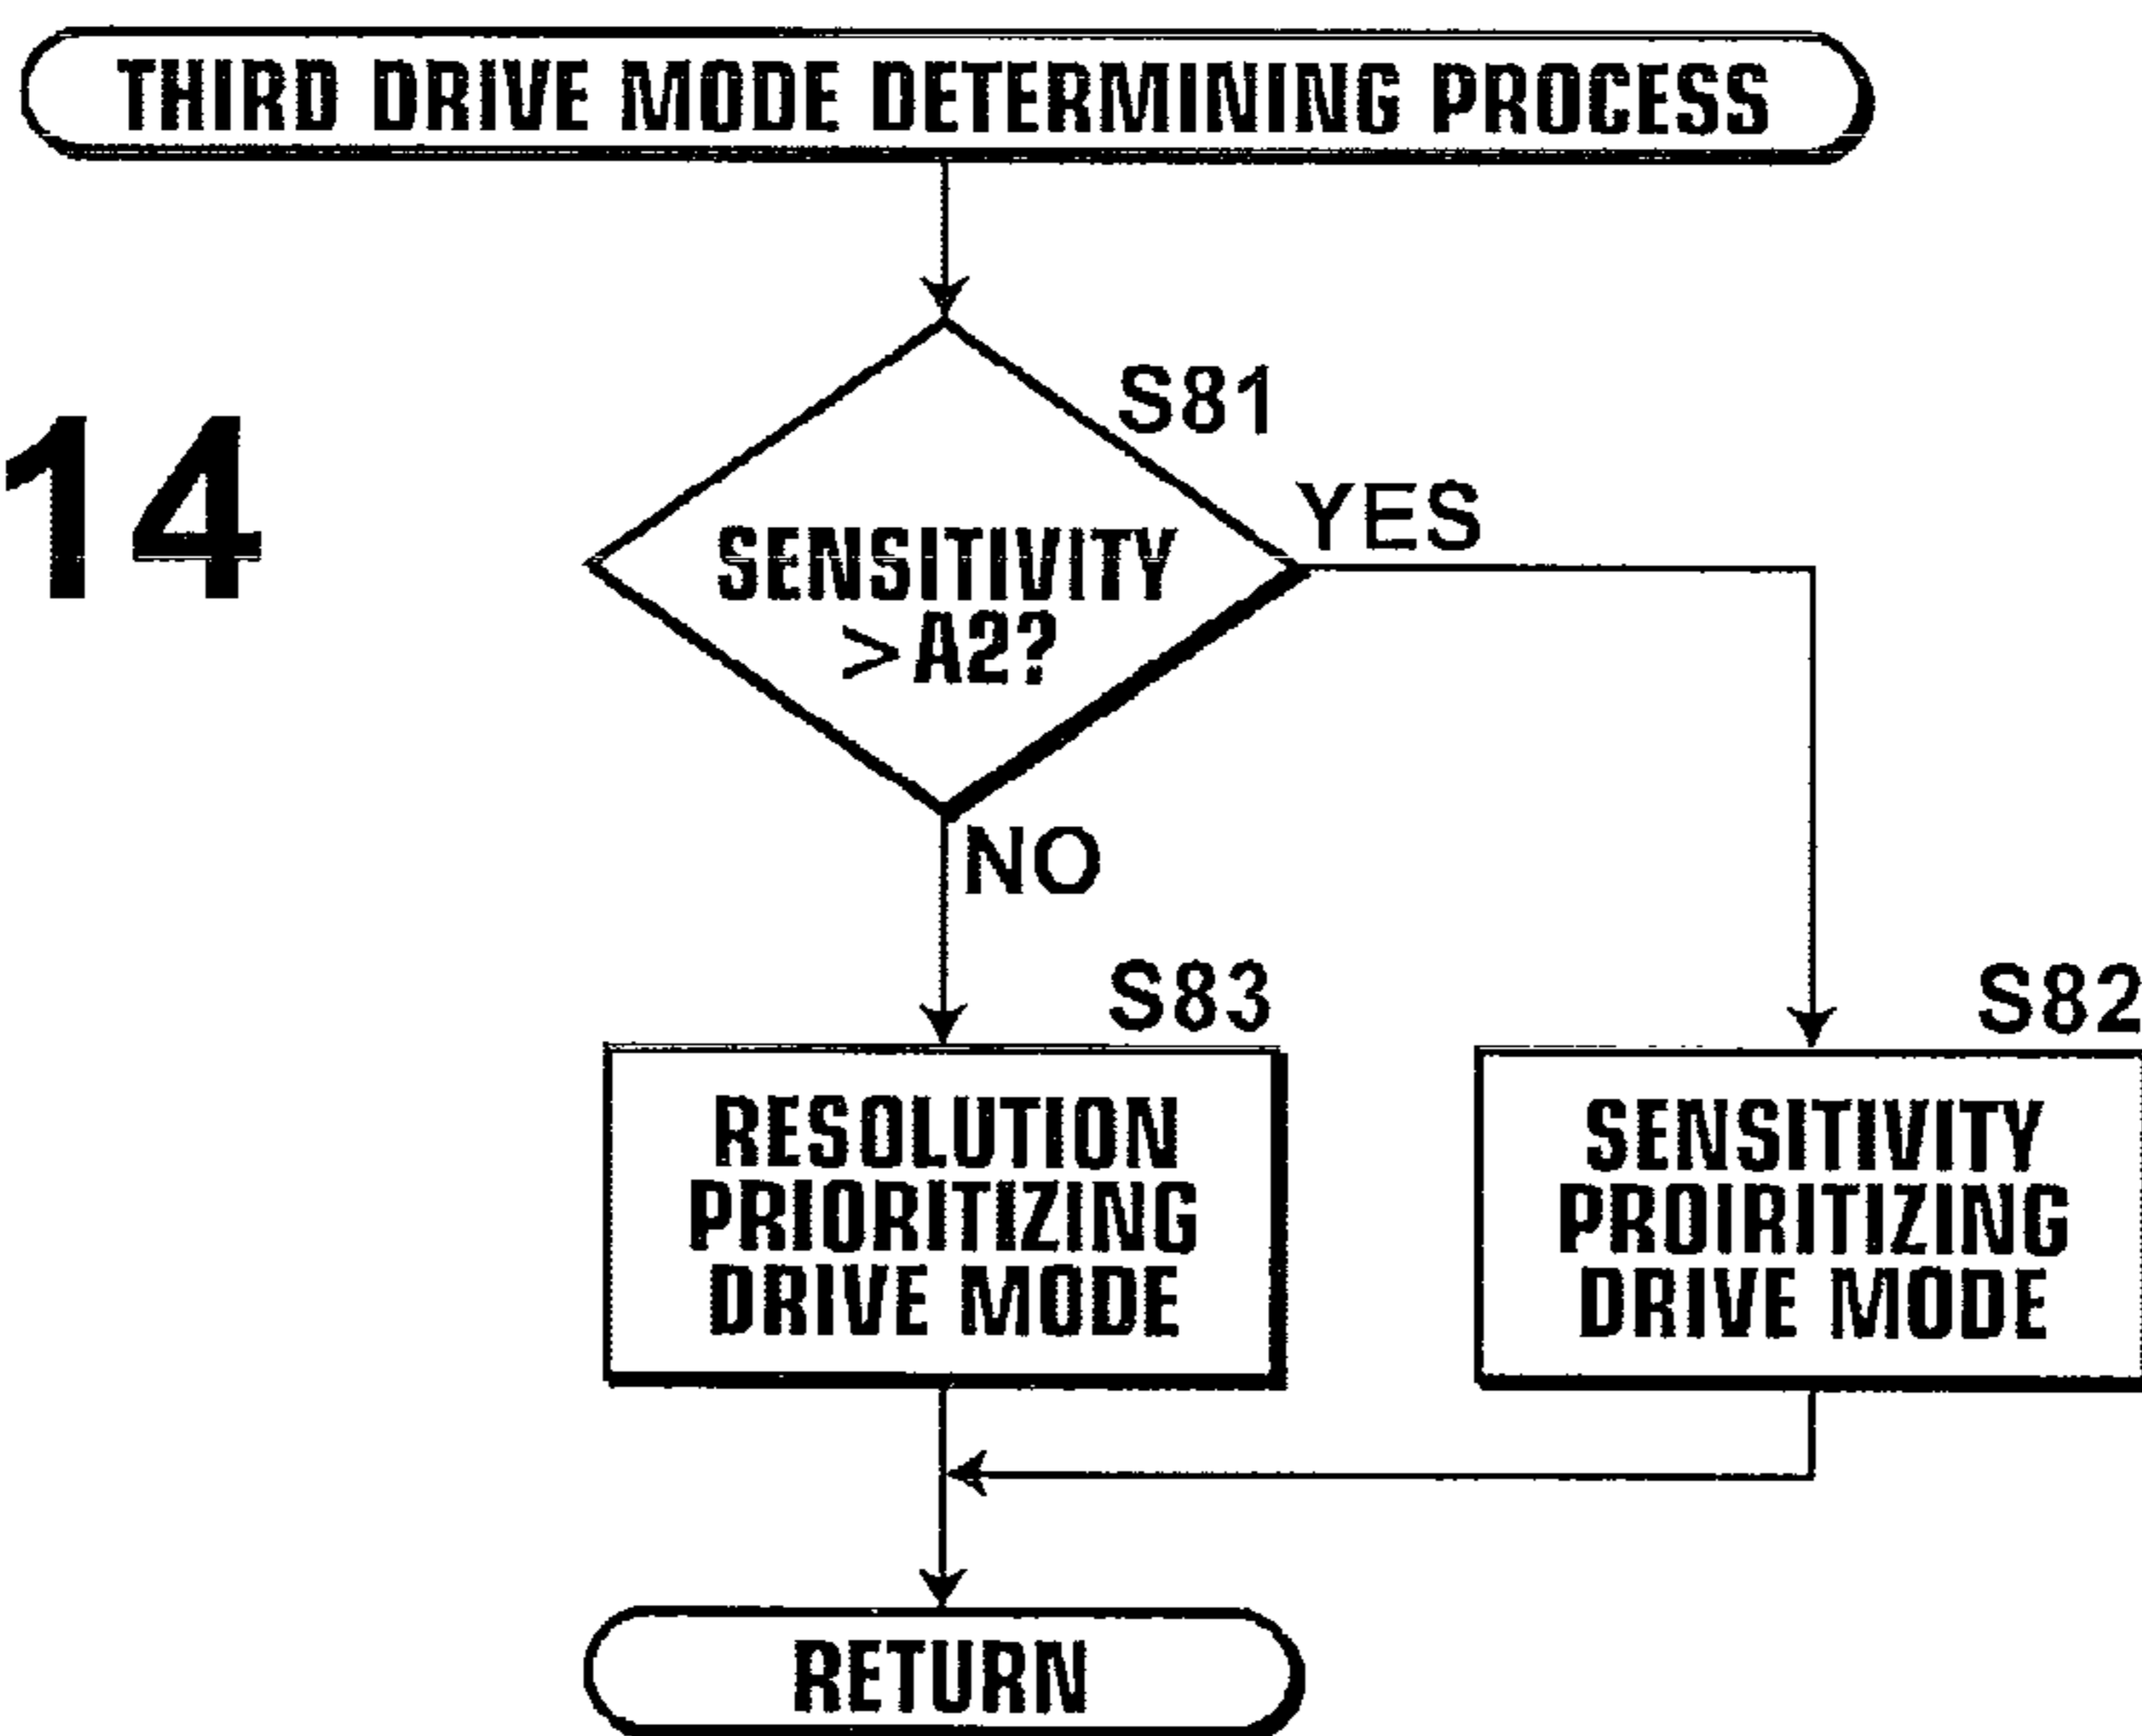 THIRD DRIVE MODE DETERMINING PROCESS
14
S81
YES
SENSITIVITY
>A2?
NO
S83
S82
RESOLUTION
PRIORITIZING
DRIVE MODE
SENSITIVITY
PROIRITIZING
DRIVE MODE
RETURN